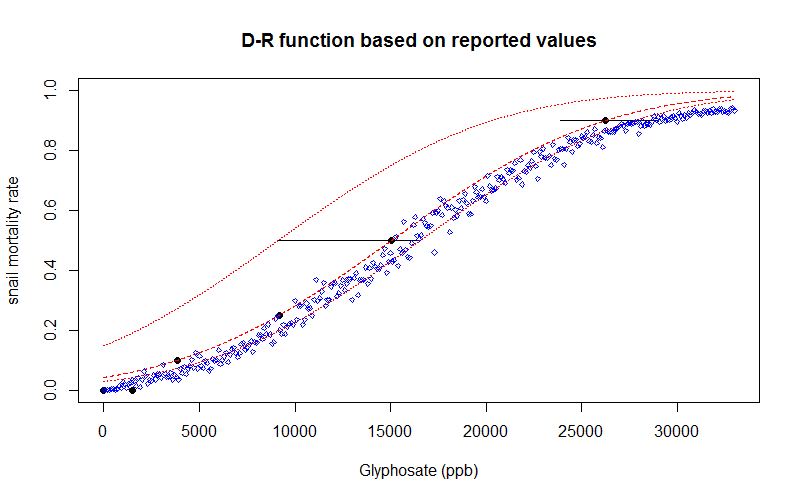 D-R function based on reported values
1.0
0.8
0.6
0.4
0.2
0.0
snail mortality rate
0 5000 10000 15000 20000 25000 30000
Glyphosate (ppb)